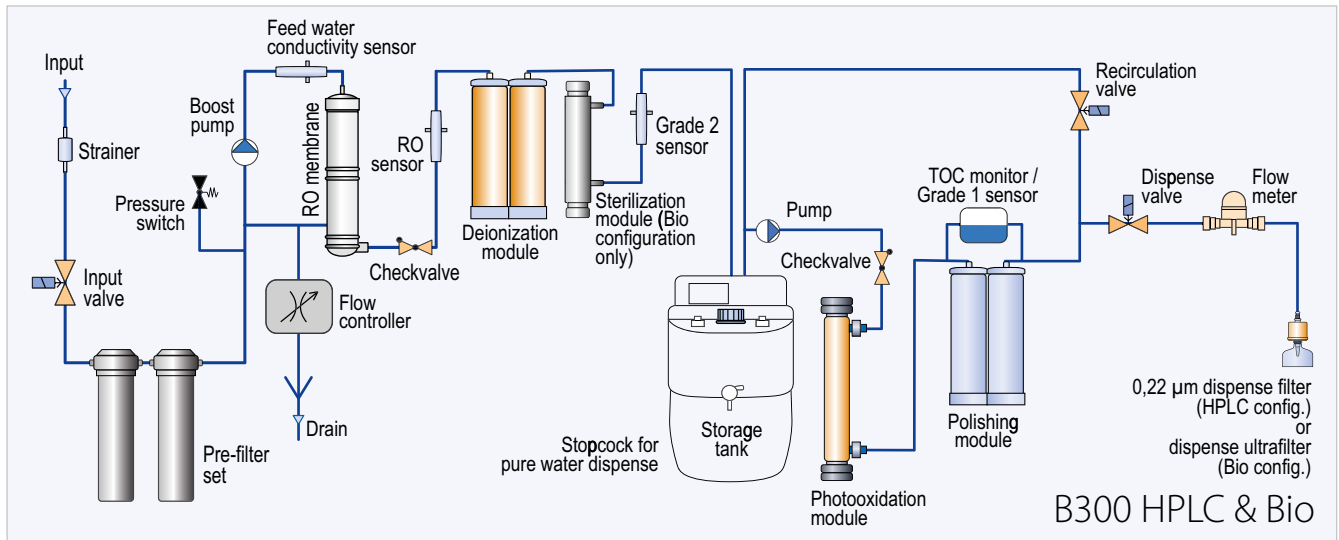 Feed water
conductivity sensor
Input
Boost
pump
Strainer
Pressure
switch
Input
valve
Pre-filter
set
RO membrane
Flow
controller
Drain
Checkvalve
RO
sensor
Deionization
module
Sterilization
module (Bio
configuration
only)
Grade 2
sensor
Stopcock for
pure water dispense
Storage
tank
Pump
Checkvalve
Photooxidation
module
TOC monitor /
Grade 1 sensor
Polishing
module
Recirculation
valve
Dispense
valve
Flow
meter
0,22 µm dispense filter
(HPLC config.)
or
dispense ultrafilter
(Bio config.)
B300 HPLC & Bio